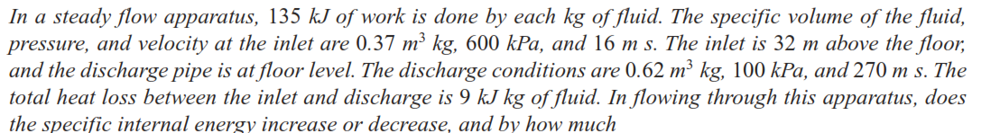 In a steady flow apparatus, 135 kJ of work is done by each kg of fluid. The specific volume of the fluid,
pressure, and velocity at the inlet are 0.37 m³ kg, 600 kPa, and 16 m s. The inlet is 32 m above the floor,
and the discharge pipe is at floor level. The discharge conditions are 0.62 m³ kg, 100 kPa, and 270 m s. The
total heat loss between the inlet and discharge is 9 kJ kg of fluid. In flowing through this apparatus, does
the specific internal energy increase or decrease, and by how much